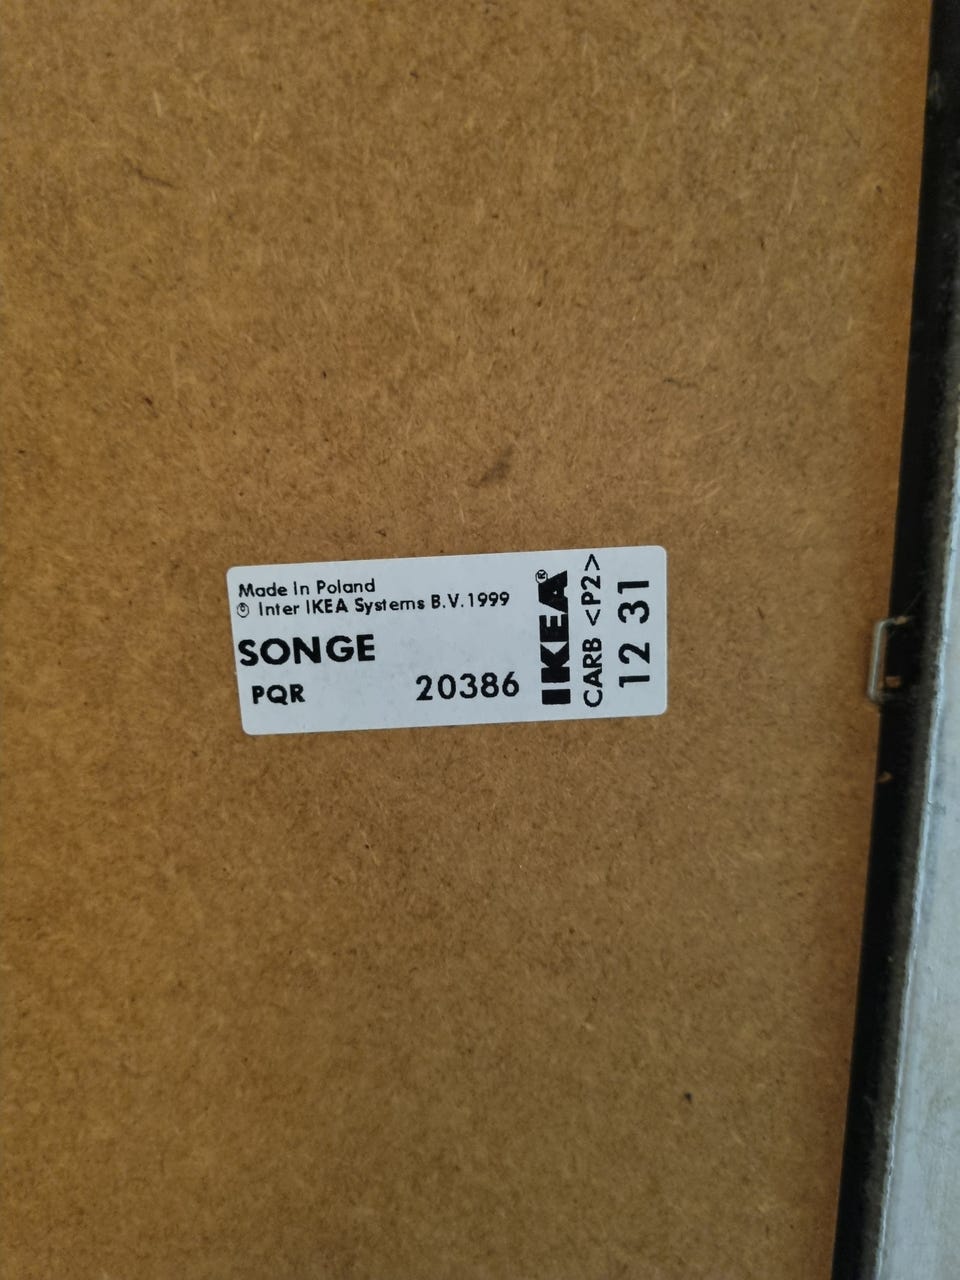 Made In Poland
© Inter IKEA Systems B.V.1999
SONGE
PQR 20386
IKEA®
CARB <P2>
12 31